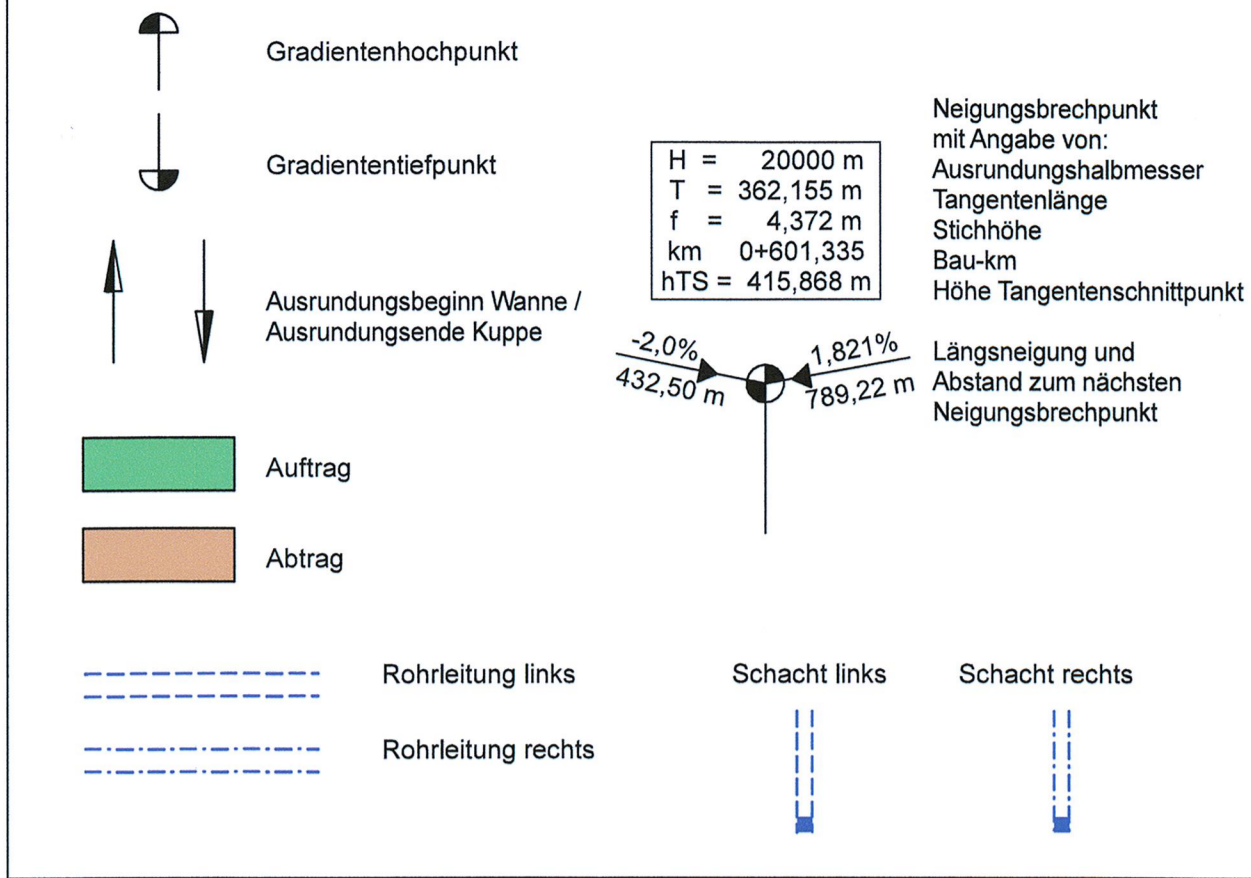 Gradientenhochpunkt
Gradiententiefpunkt
Ausrundungsbeginn Wanne /
Ausrundungsende Kuppe
Auftrag
Abtrag
H = 20000 m
T = 362,155 m
f = 4,372 m
km 0+601,335
hTS = 415,868 m
Neigungsbrechpunkt
mit Angabe von:
Ausrundungshalbmesser
Tangentenlänge
Stichhöhe
Bau-km
Höhe Tangentenschnittpunkt
-2,0%
432,50 m
1,821%
789,22 m
Längsneigung und
Abstand zum nächsten
Neigungsbrechpunkt
Rohrleitung links
Rohrleitung rechts
Schacht links
Schacht rechts